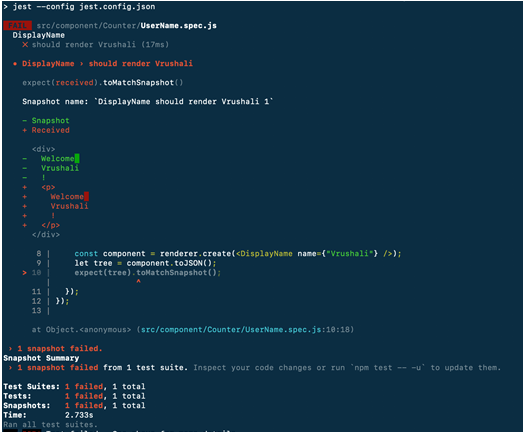 > jest --config jest.config.json
FAIL src/component/Counter/UserName.spec.js
DisplayName
✕ should render Vrushali (17ms)
● DisplayName › should render Vrushali
expect(received).toMatchSnapshot()
Snapshot name: `DisplayName should render Vrushali 1`
- Snapshot
+ Received
<div>
- Welcome
- Vrushali
- !
+ <p>
+ Welcome
+ Vrushali
+ !
+ </p>
</div>
8 | const component = renderer.create(<DisplayName name={"Vrushali"} />);
9 | let tree = component.toJSON();
> 10 | expect(tree).toMatchSnapshot();
| ^
11 | });
12 | });
13 |
at Object.<anonymous> (src/component/Counter/UserName.spec.js:10:18)
› 1 snapshot failed.
Snapshot Summary
› 1 snapshot failed from 1 test suite. Inspect your code changes or run `npm test -- -u` to update them.
Test Suites: 1 failed, 1 total
Tests: 1 failed, 1 total
Snapshots: 1 failed, 1 total
Time: 2.733s
Ran all test suites.